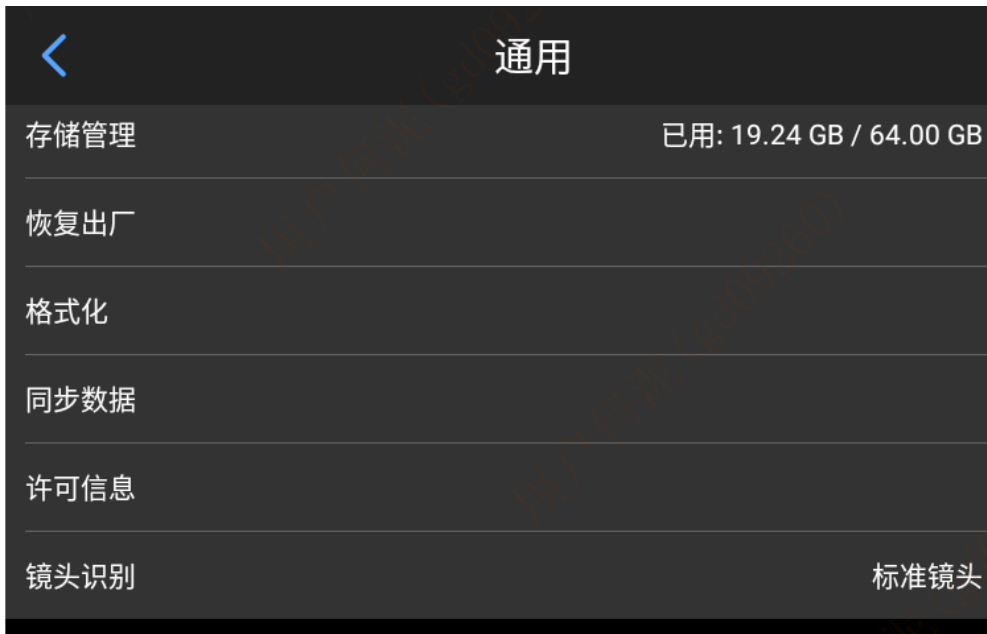 通用
存储管理 已用: 19.24 GB / 64.00 GB
恢复出厂
格式化
同步数据
许可信息
镜头识别 标准镜头